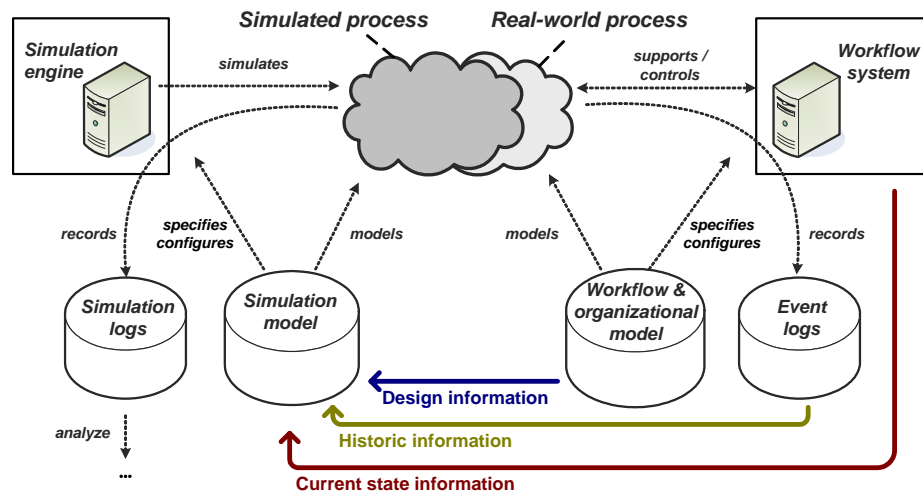 Simulated process
Real-world process
Simulation
engine
simulates
supports /
controls
Workflow
system
records
specifies
configures
models
models
specifies
configures
records
Simulation
logs
Simulation
model
Workflow &
organizational
model
Event
logs
Design information
Historic information
Current state information
analyze
...